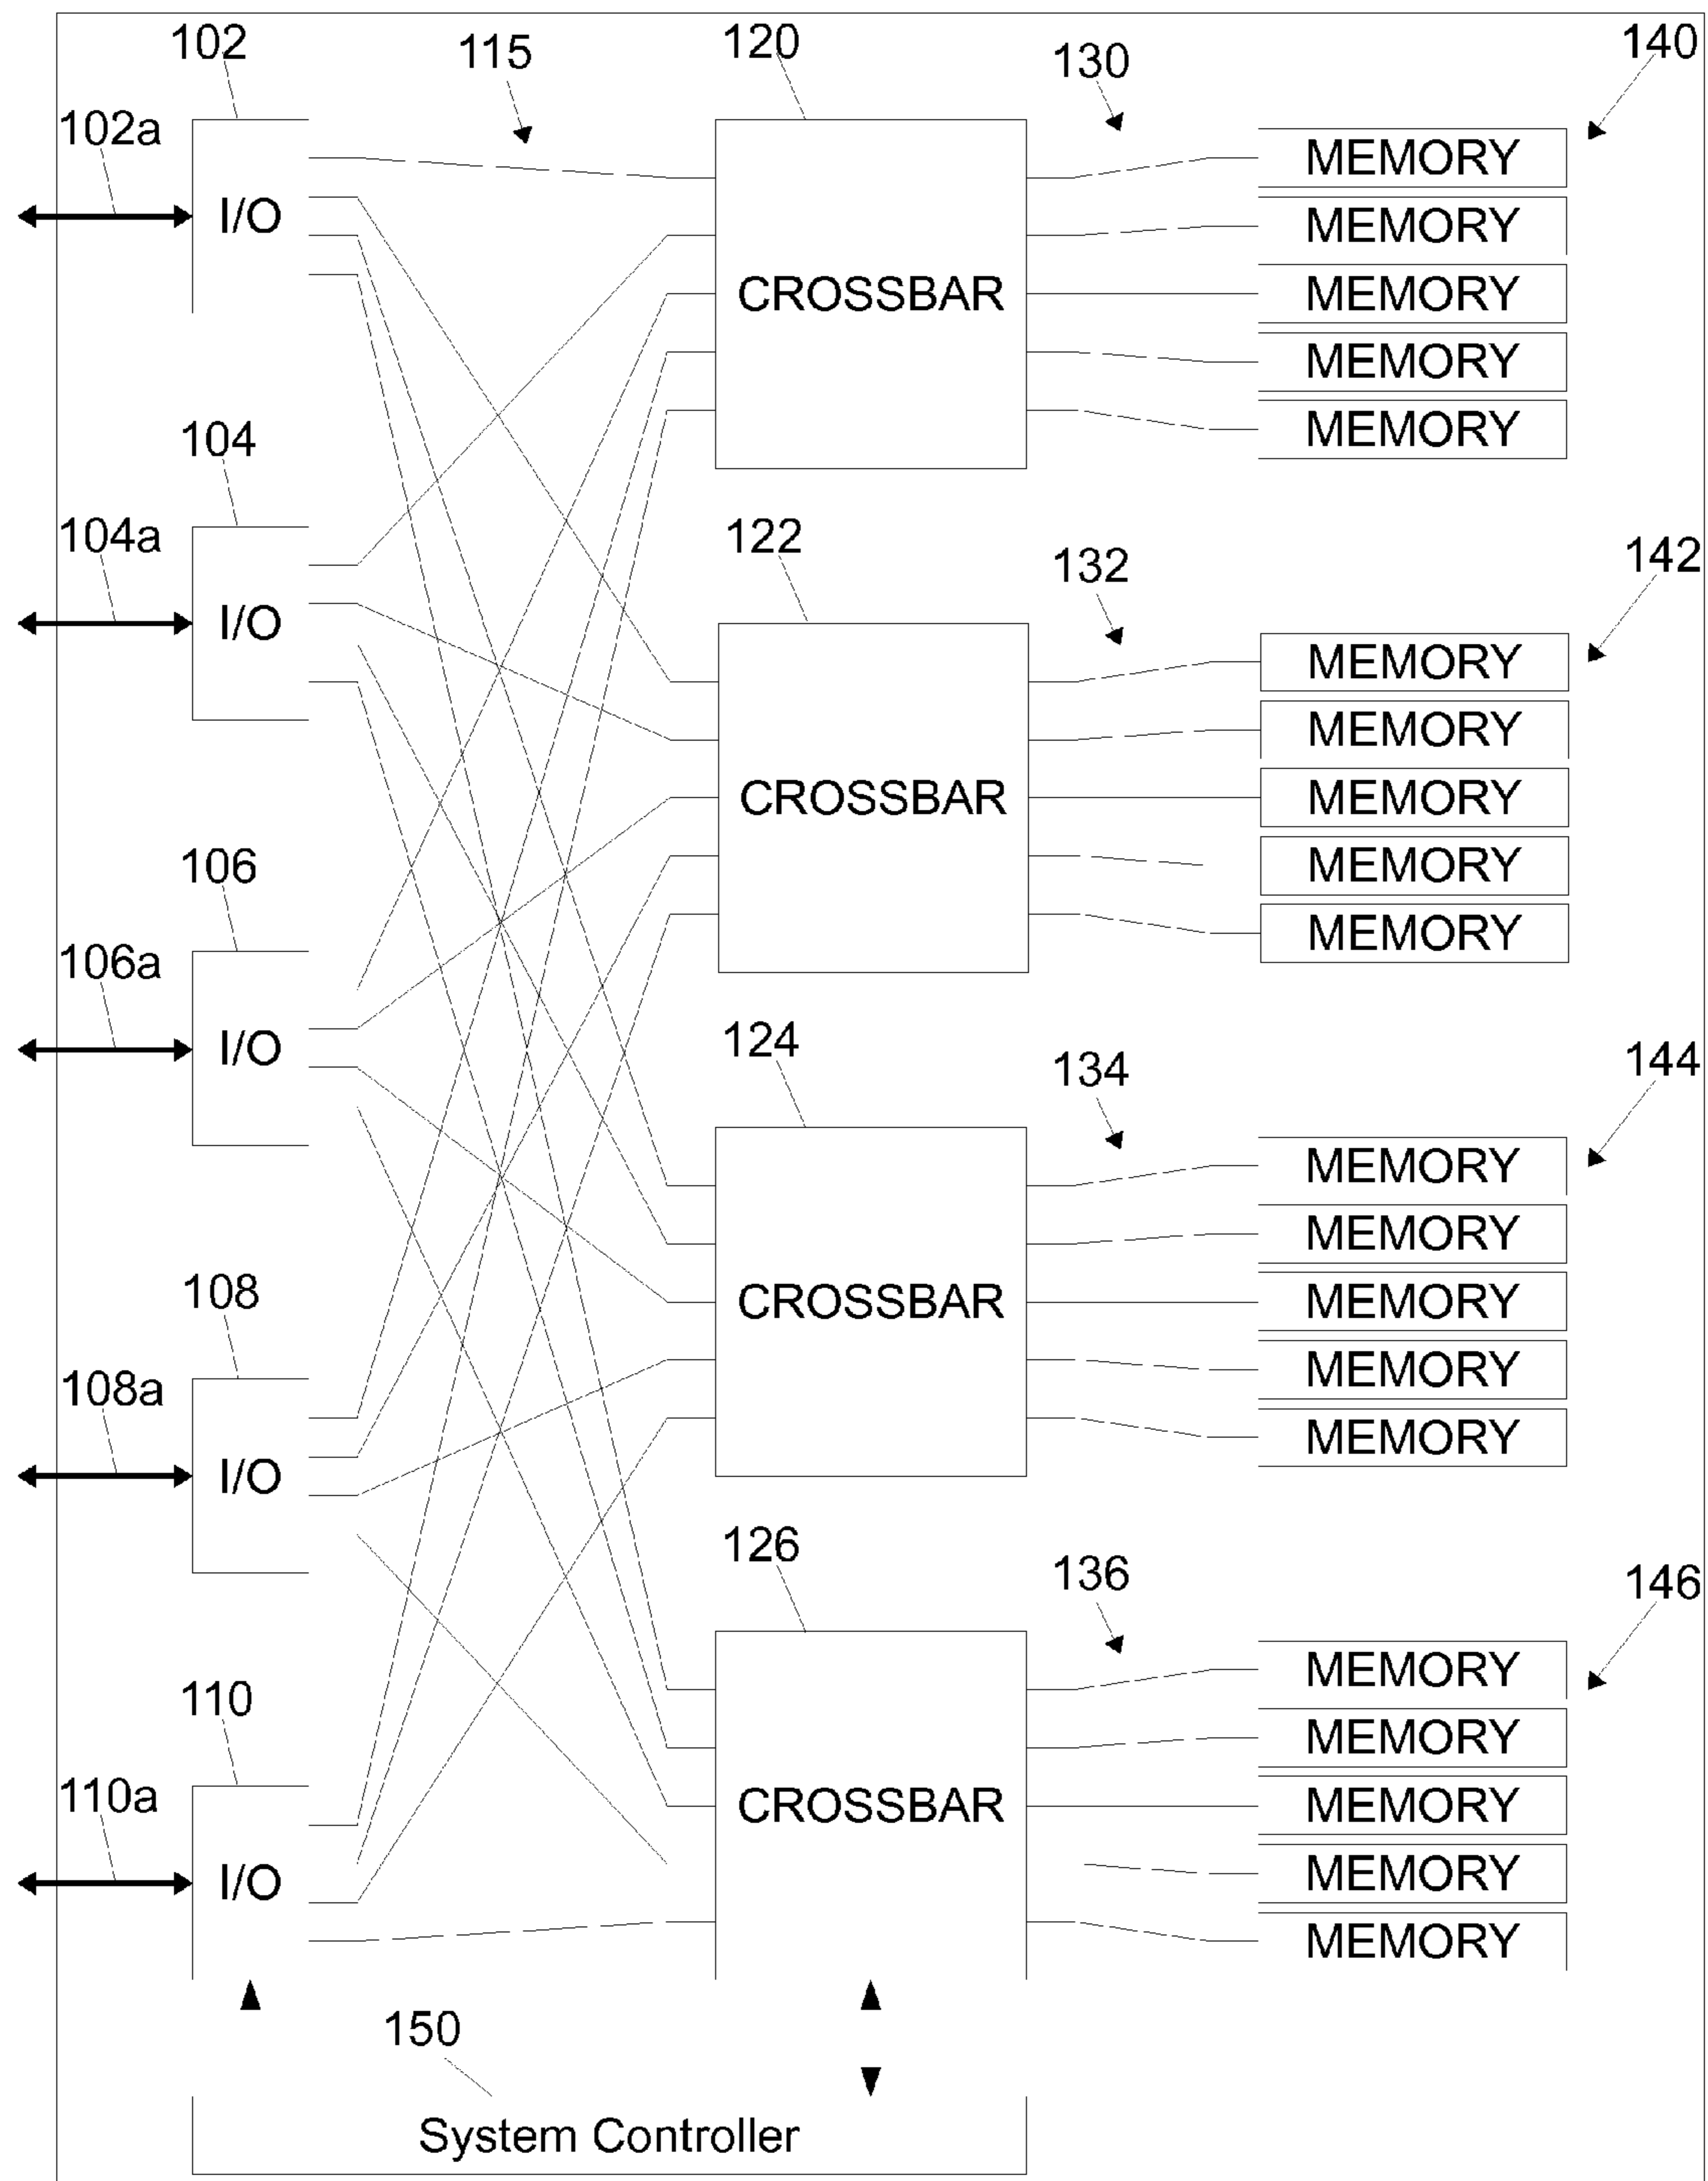 102 115 120 130 140
102a
MEMORY
I/O MEMORY
CROSSBAR MEMORY
MEMORY
MEMORY
104
104a 122 132 142
I/O MEMORY
MEMORY
CROSSBAR MEMORY
106 MEMORY
106a MEMORY
I/O 124 134 144
MEMORY
MEMORY
108 CROSSBAR MEMORY
108a MEMORY
I/O MEMORY
126 136 146
110 MEMORY
MEMORY
110a CROSSBAR MEMORY
I/O MEMORY
MEMORY
150
System Controller